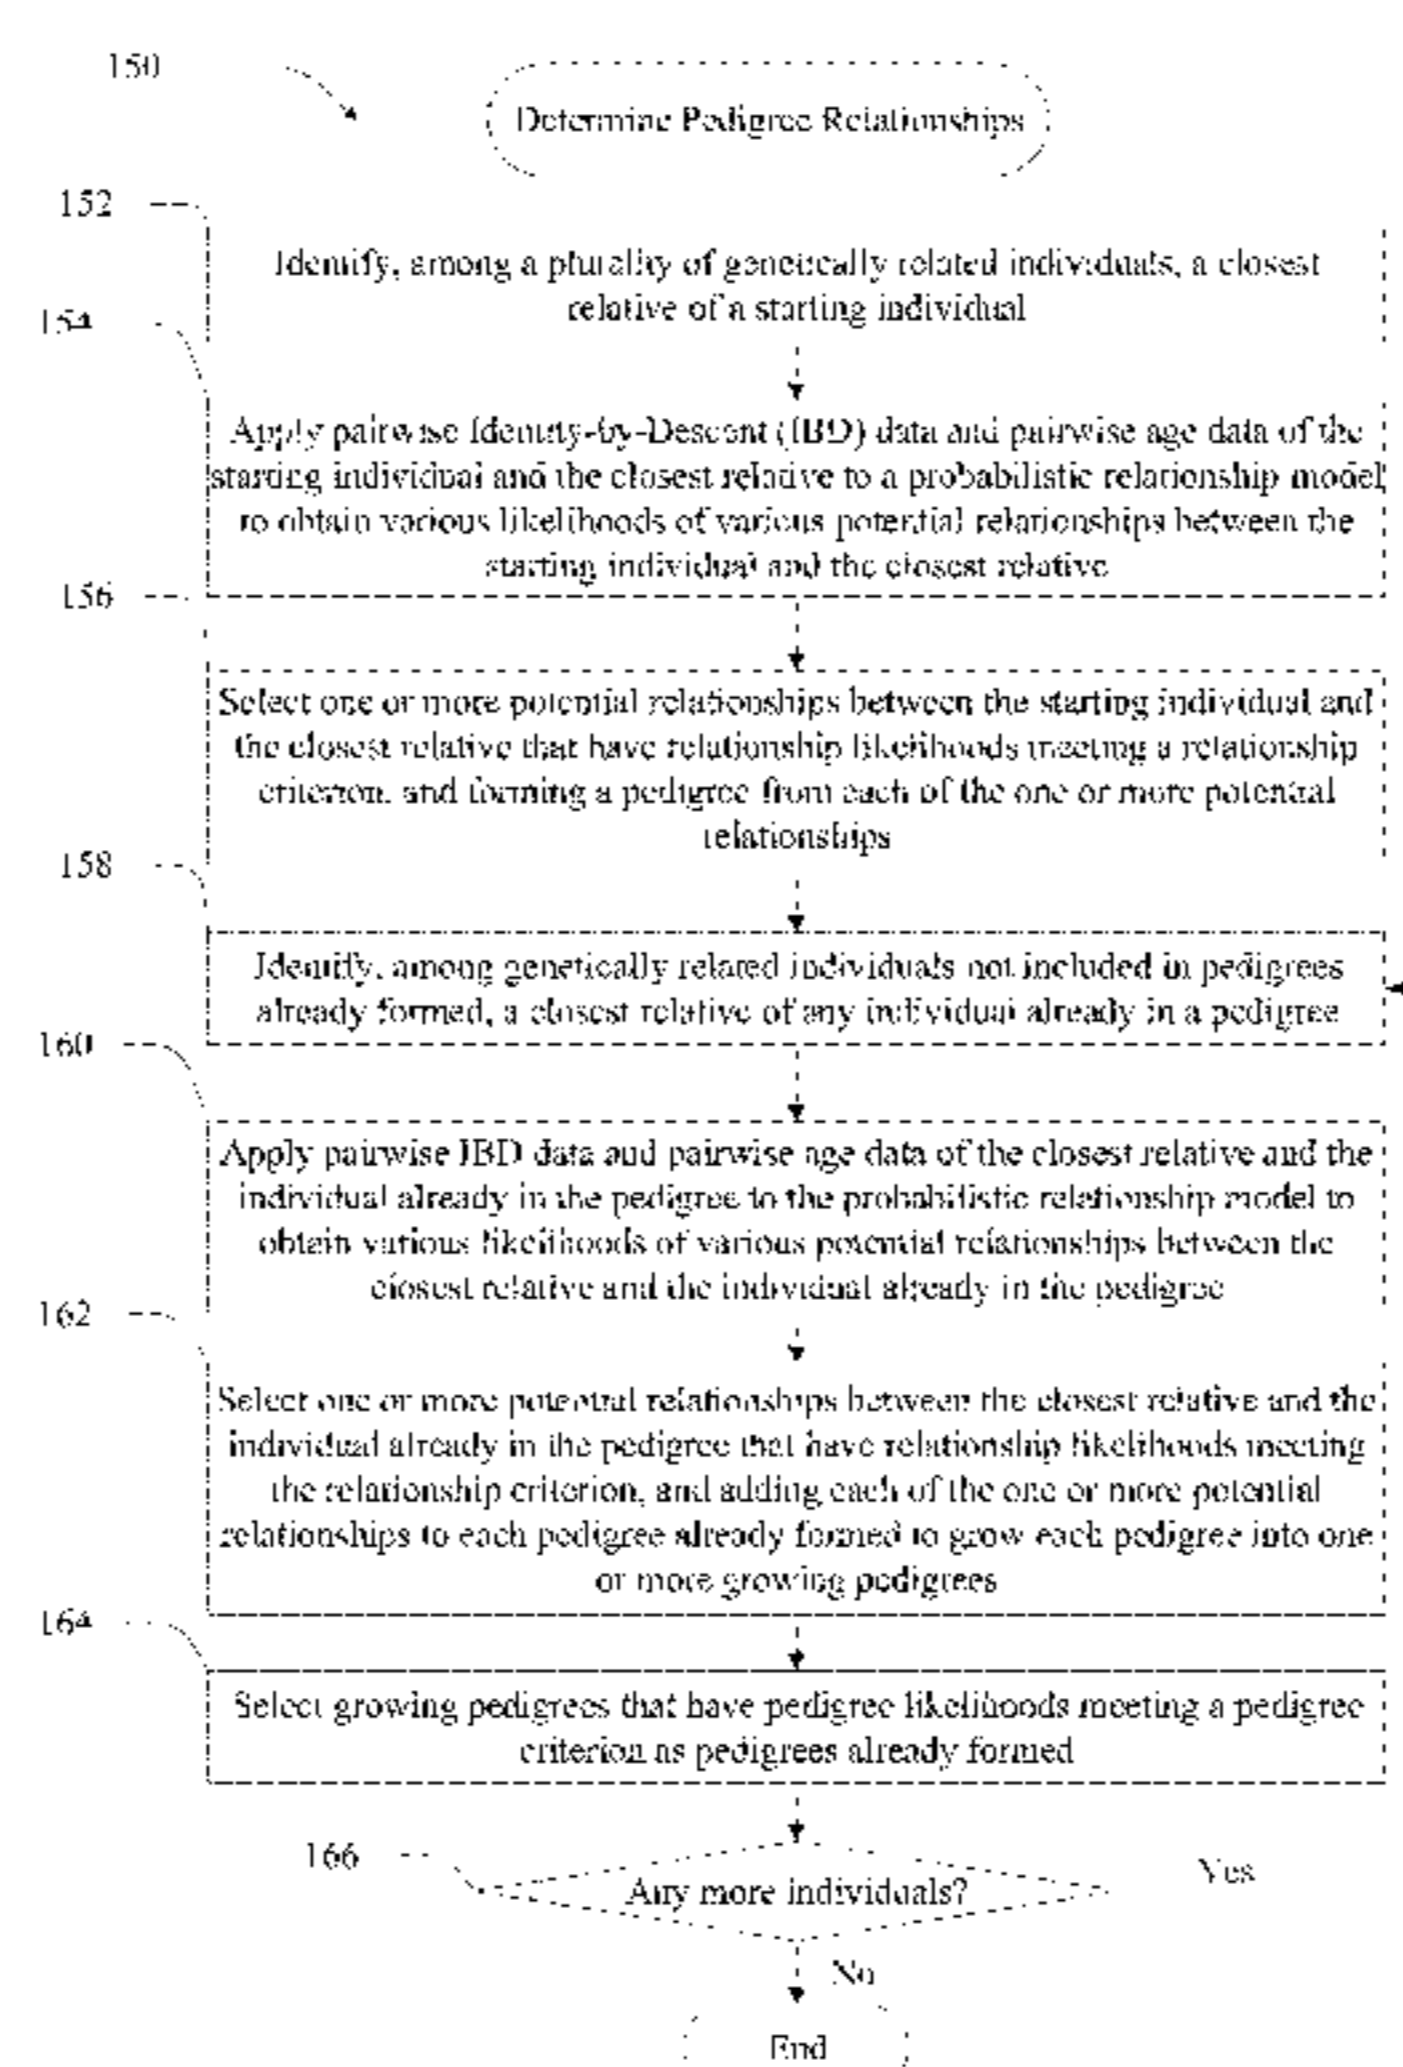 150
Determine Pedigree Relationships
152
Identify, among a plurality of genetically related individuals, a closest
relative of a starting individual
154
Apply pairwise Identity-by-Descent (IBD) data and pairwise age data of the
starting individual and the closest relative to a probabilistic relationship model
to obtain various likelihoods of various potential relationships between the
starting individual and the closest relative
156
Select one or more potential relationships between the starting individual and
the closest relative that have relationship likelihoods meeting a relationship
criterion, and forming a pedigree from each of the one or more potential
relationships
158
Identify, among genetically related individuals not included in pedigrees
already formed, a closest relative of any individual already in a pedigree
160
Apply pairwise IBD data and pairwise age data of the closest relative and the
individual already in the pedigree to the probabilistic relationship model to
obtain various likelihoods of various potential relationships between the
closest relative and the individual already in the pedigree
162
Select one or more potential relationships between the closest relative and the
individual already in the pedigree that have relationship likelihoods meeting
the relationship criterion, and adding each of the one or more potential
relationships to each pedigree already formed to grow each pedigree into one
or more growing pedigrees
164
Select growing pedigrees that have pedigree likelihoods meeting a pedigree
criterion as pedigrees already formed
166
Any more individuals?
Yes
No
End